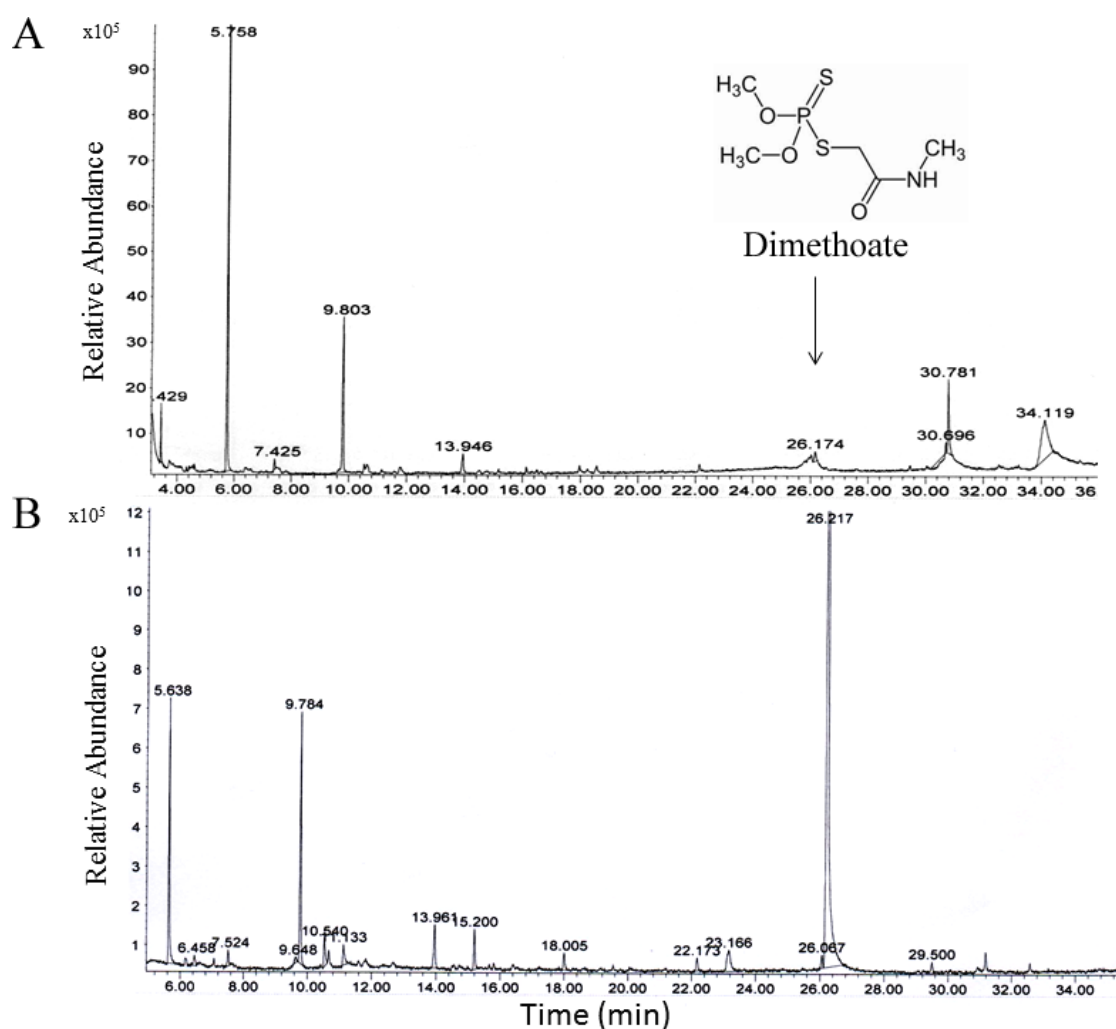 A
x10⁵
5.758
90
80
70
60
50
40
30
20
10
Relative Abundance
.429
7.425
9.803
13.946
26.174
30.781
30.696
34.119
H₃C
O
P
S
H₃C
O
S
CH₃
NH
O
Dimethoate
4.00 6.00 8.00 10.00 12.00 14.00 16.00 18.00 20.00 22.00 24.00 26.00 28.00 30.00 32.00 34.00 36
B
x10⁵
12
11
10
9
8
7
6
5
4
3
2
1
Relative Abundance
5.638
6.458
7.524
9.784
9.648
10.540
1.133
13.961
15.200
18.005
22.173
23.166
26.217
26.067
29.500
6.00 8.00 10.00 12.00 14.00 16.00 18.00 20.00 22.00 24.00 26.00 28.00 30.00 32.00 34.00
Time (min)